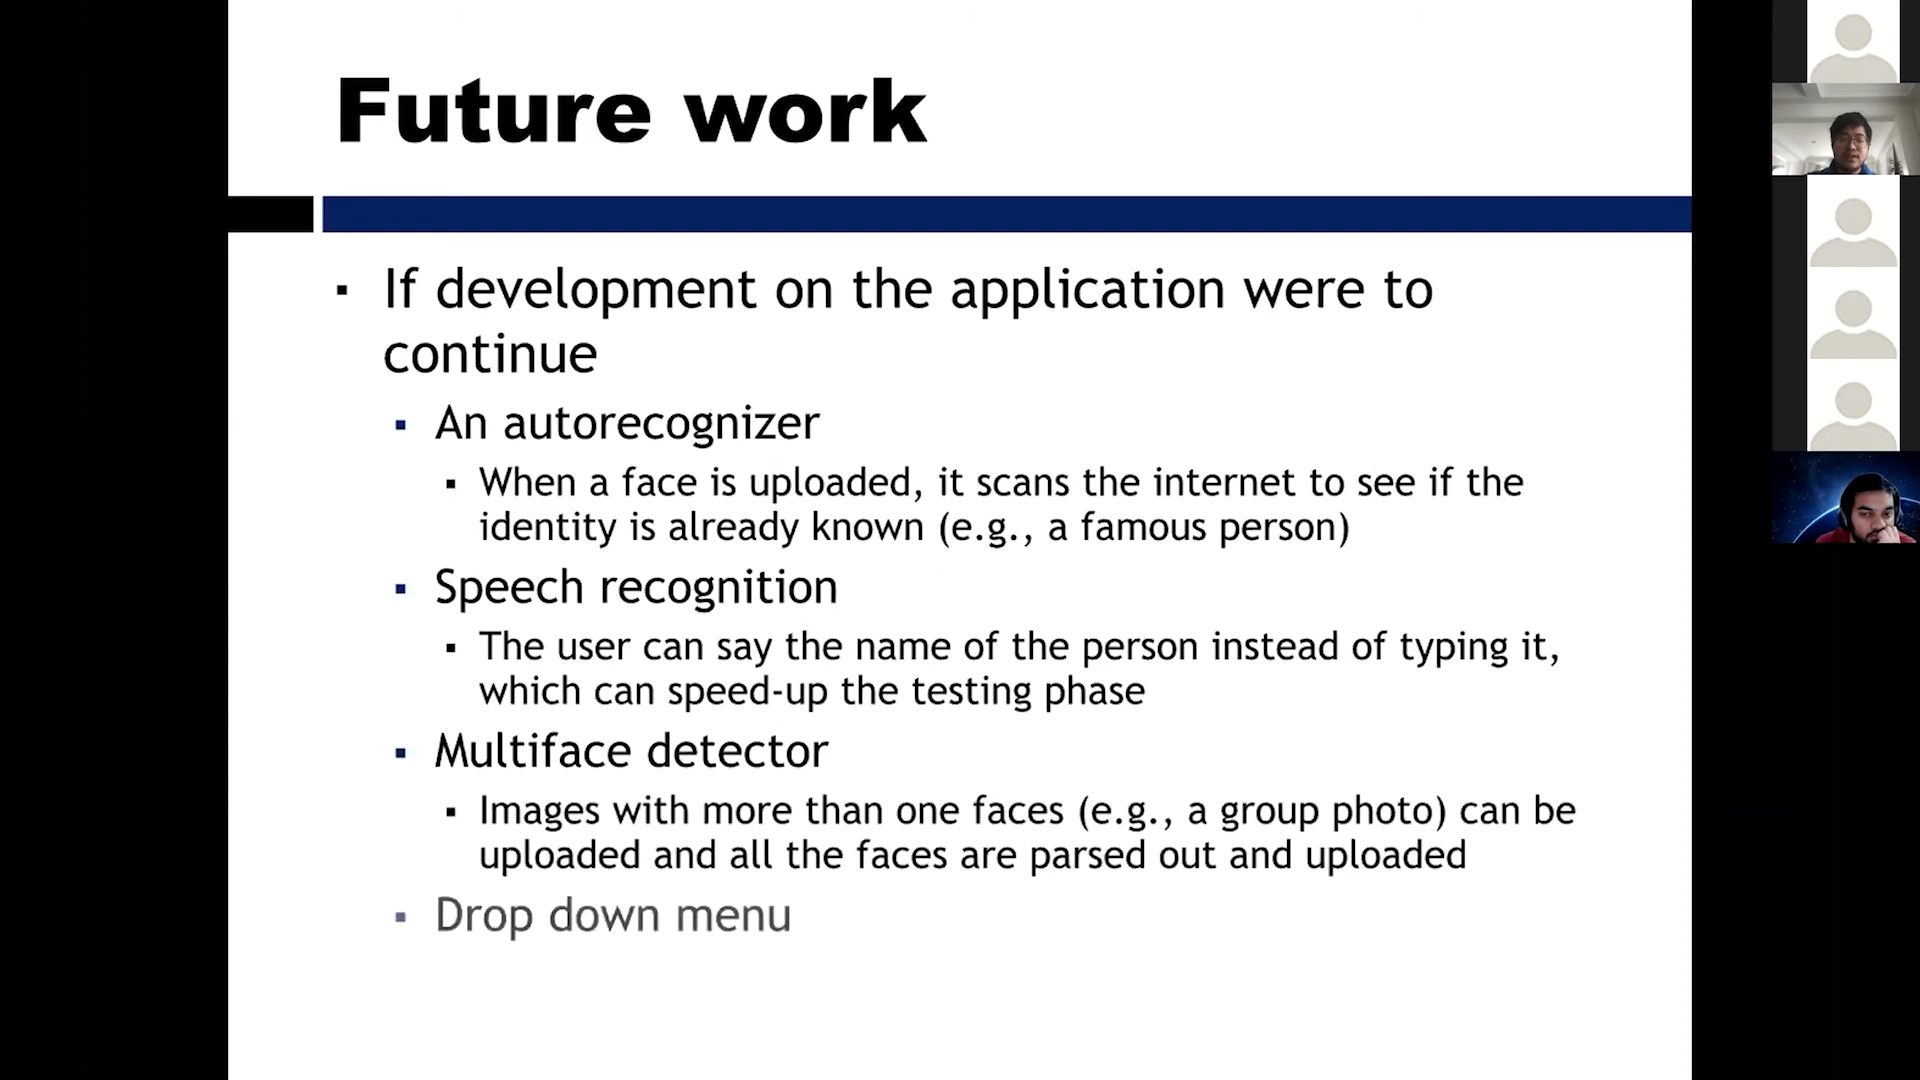 Future work
If development on the application were to
continue
An autorecognizer
When a face is uploaded, it scans the internet to see if the
identity is already known (e.g., a famous person)
Speech recognition
The user can say the name of the person instead of typing it,
which can speed-up the testing phase
Multiface detector
Images with more than one faces (e.g., a group photo) can be
uploaded and all the faces are parsed out and uploaded
Drop down menu